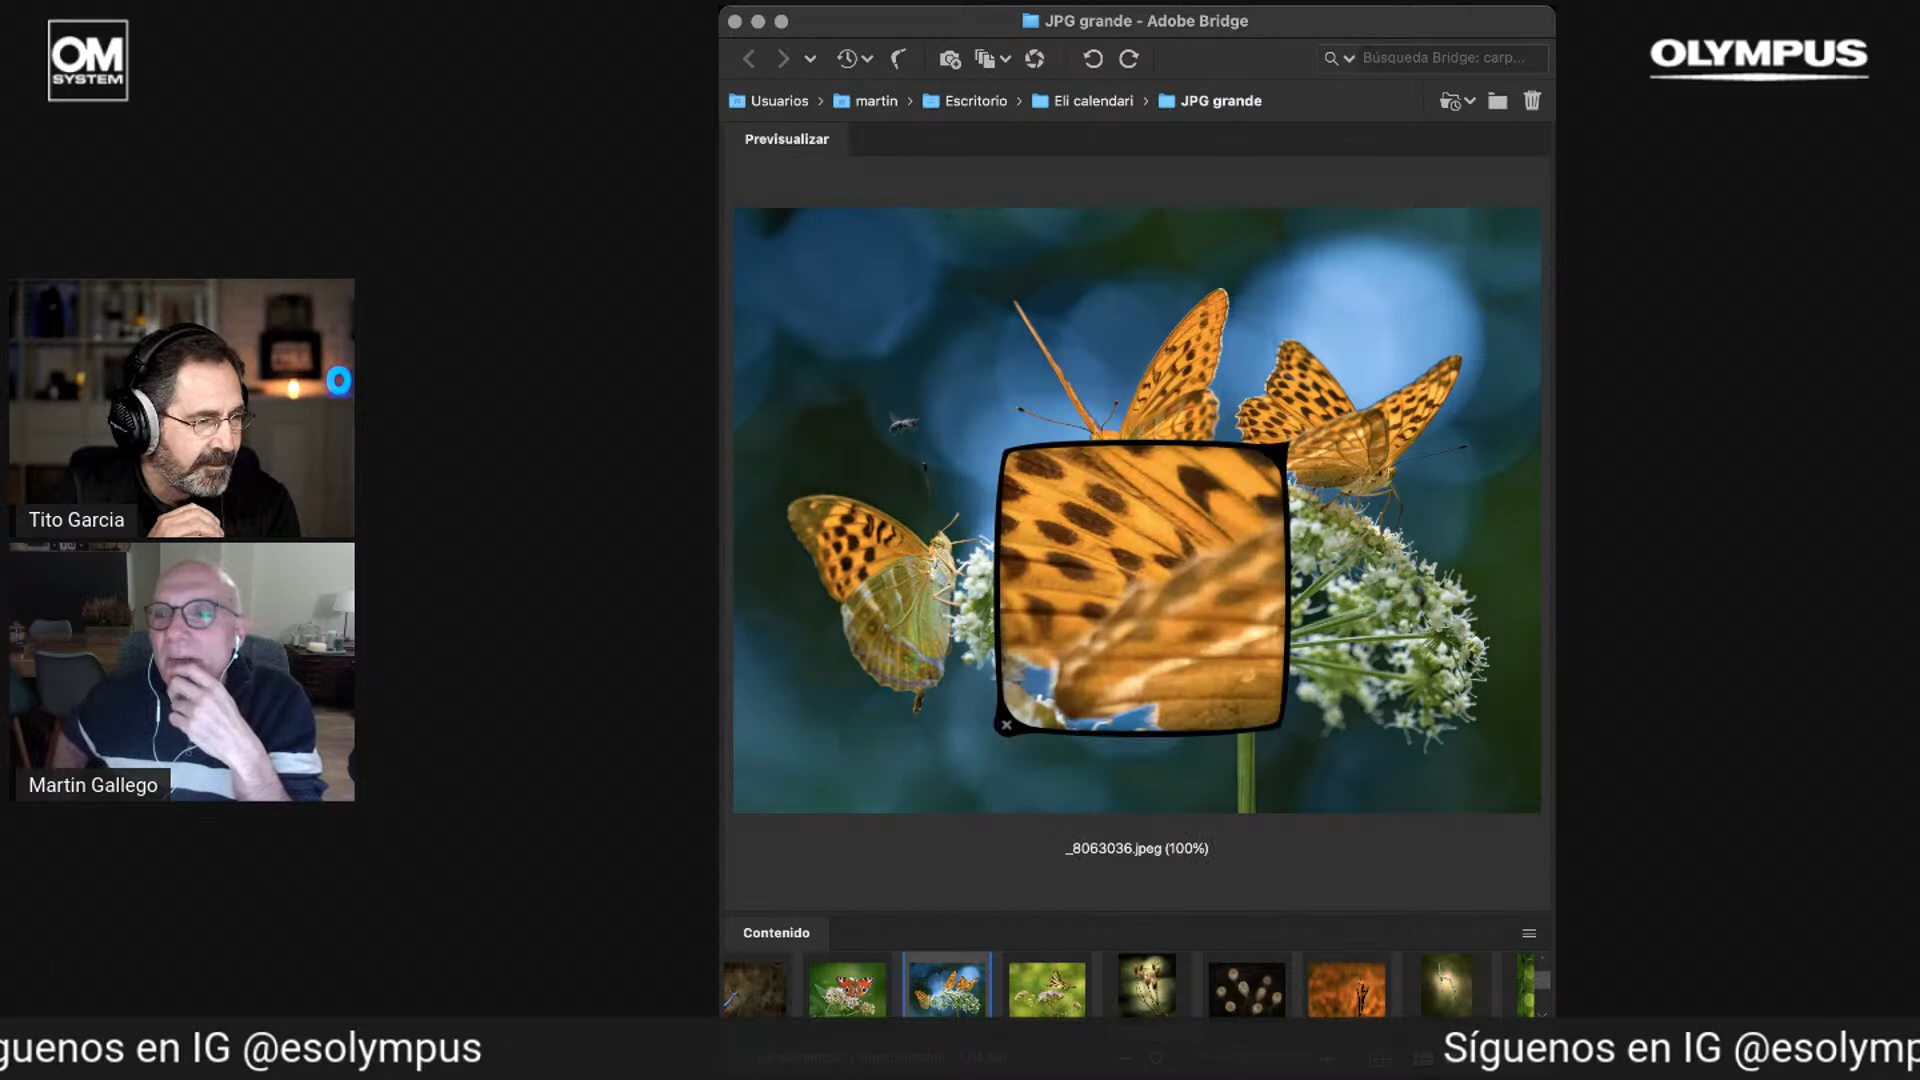 OM
SYSTEM
OLYMPUS
JPG grande - Adobe Bridge
Búsqueda Bridge: carp...
Usuarios > martin > Escritorio > Eli calendari > JPG grande
Previsualizar
Tito Garcia
Martin Gallego
_8063036.jpeg (100%)
Contenido
guenos en IG @esolympus
Síguenos en IG @esolymp